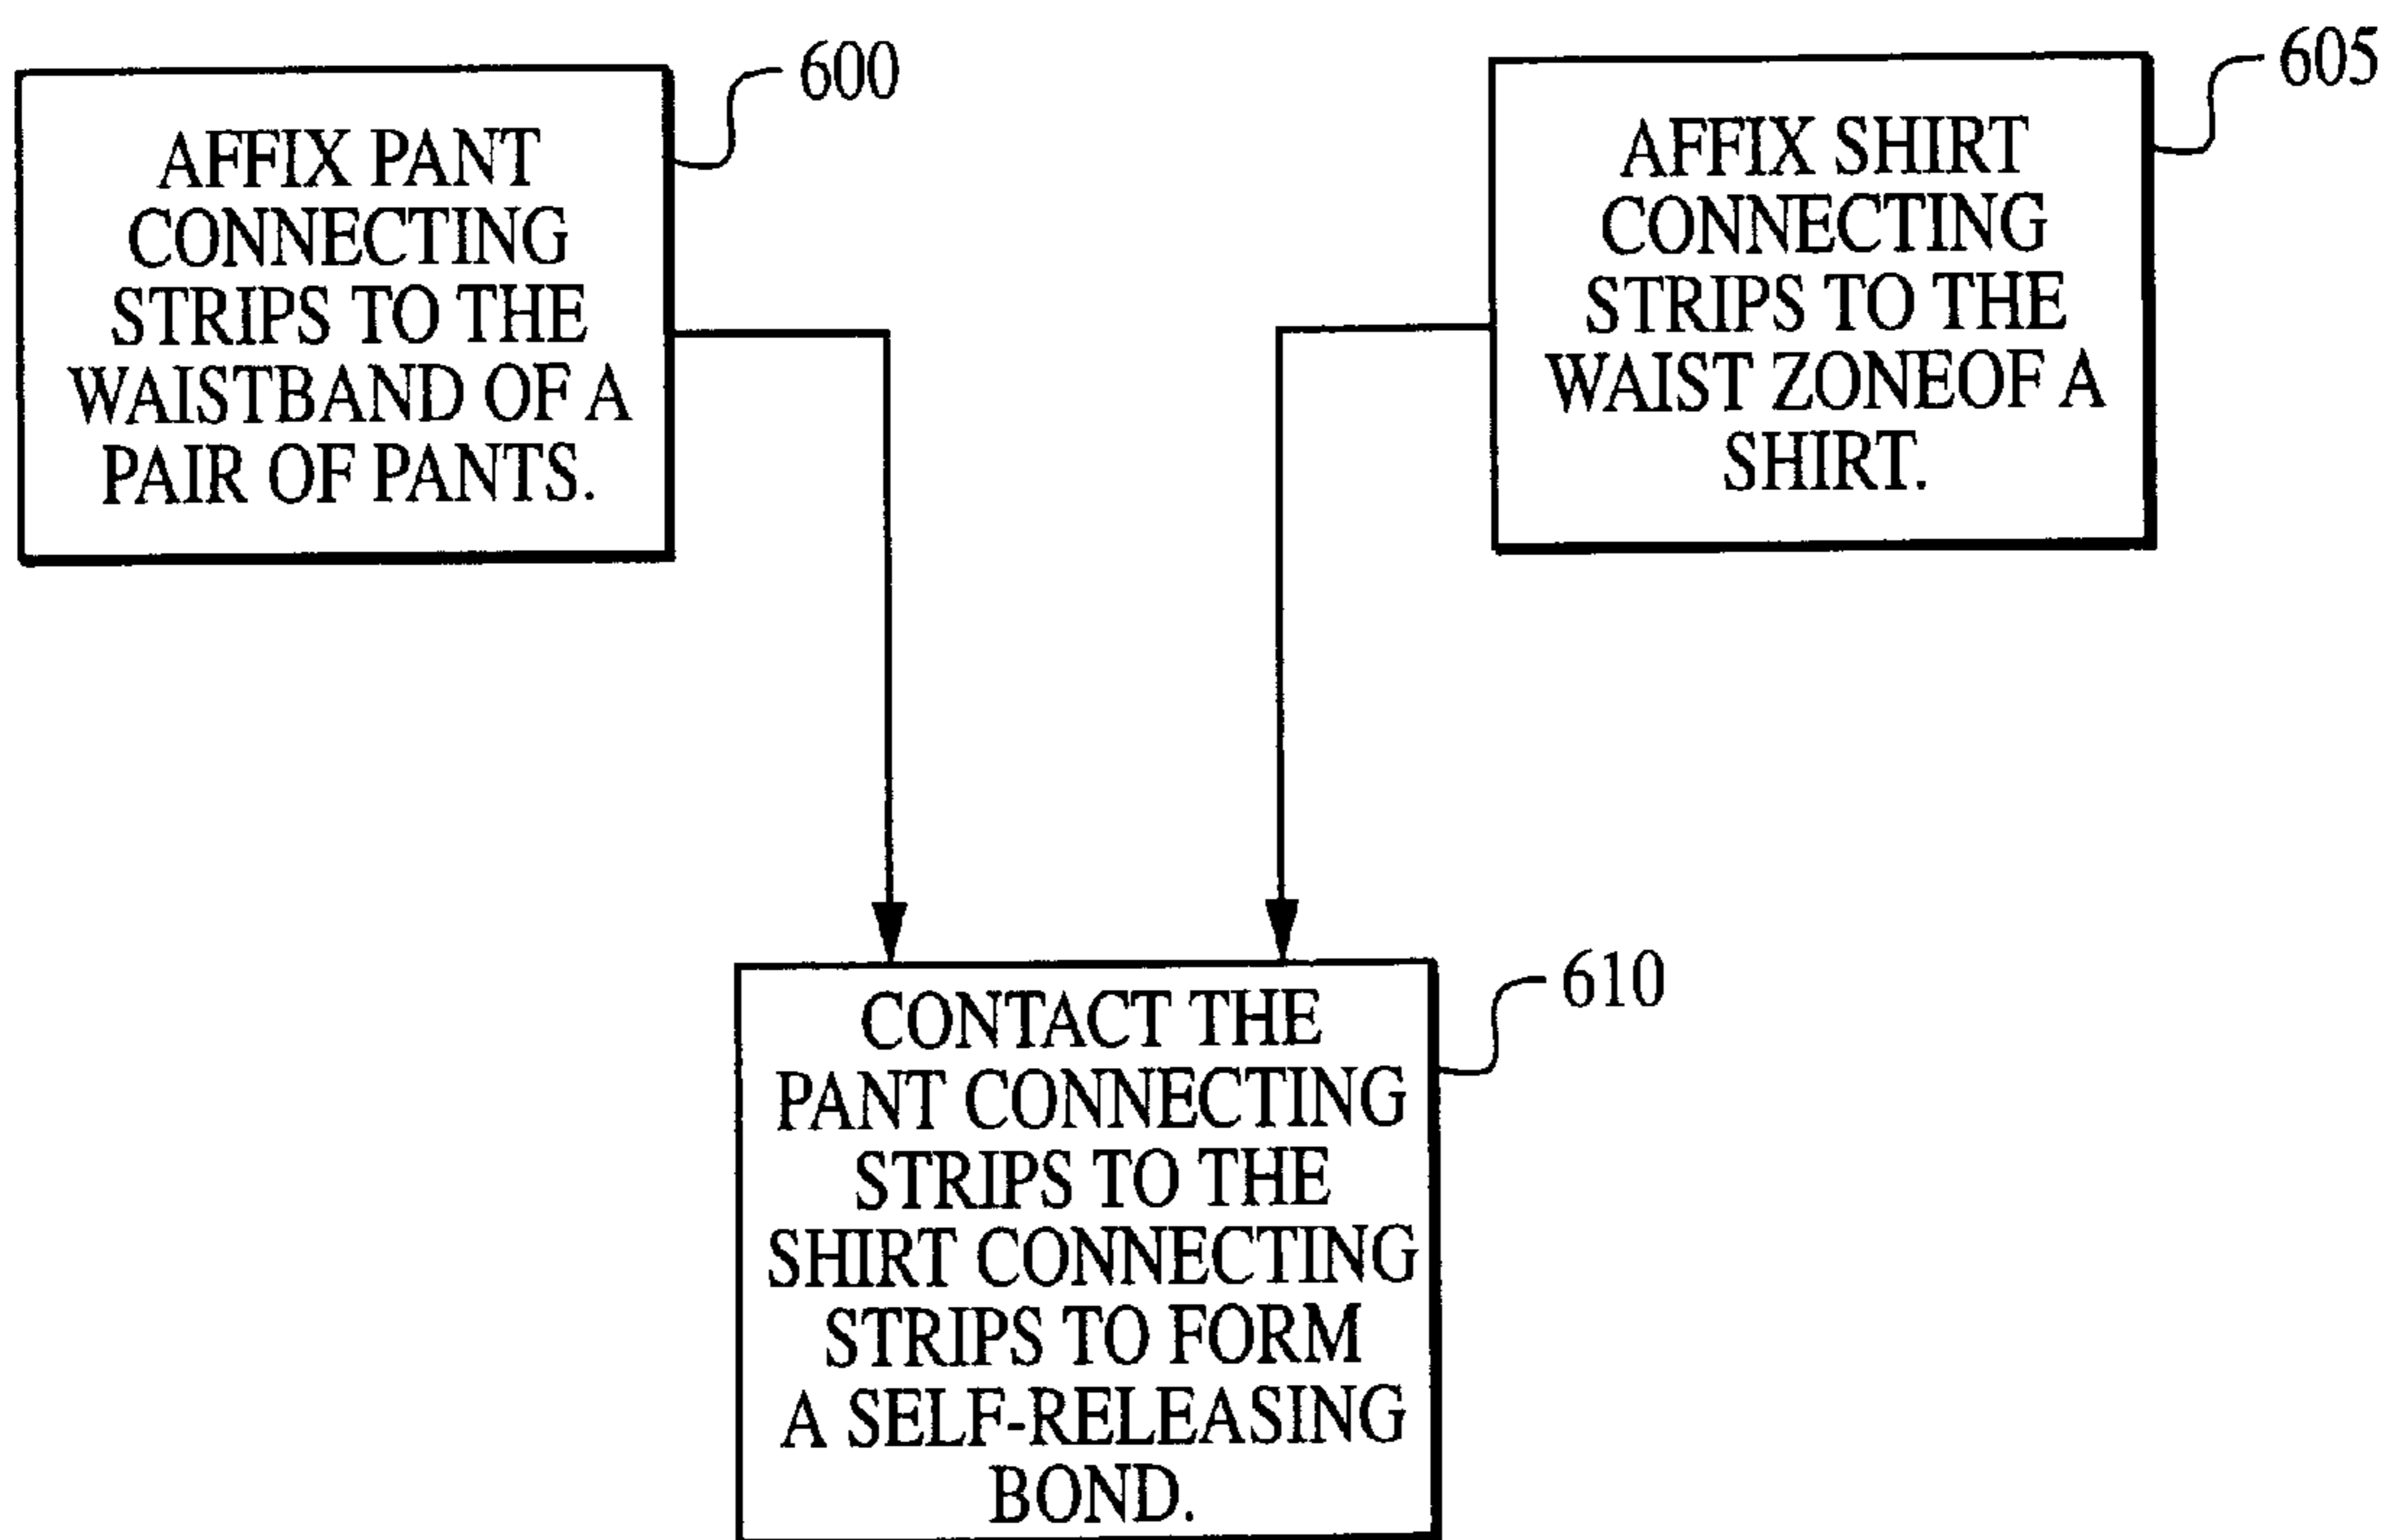 600
AFFIX PANT
CONNECTING
STRIPS TO THE
WAISTBAND OF A
PAIR OF PANTS.
605
AFFIX SHIRT
CONNECTING
STRIPS TO THE
WAIST ZONEOF A
SHIRT.
610
CONTACT THE
PANT CONNECTING
STRIPS TO THE
SHIRT CONNECTING
STRIPS TO FORM
A SELF-RELEASING
BOND.